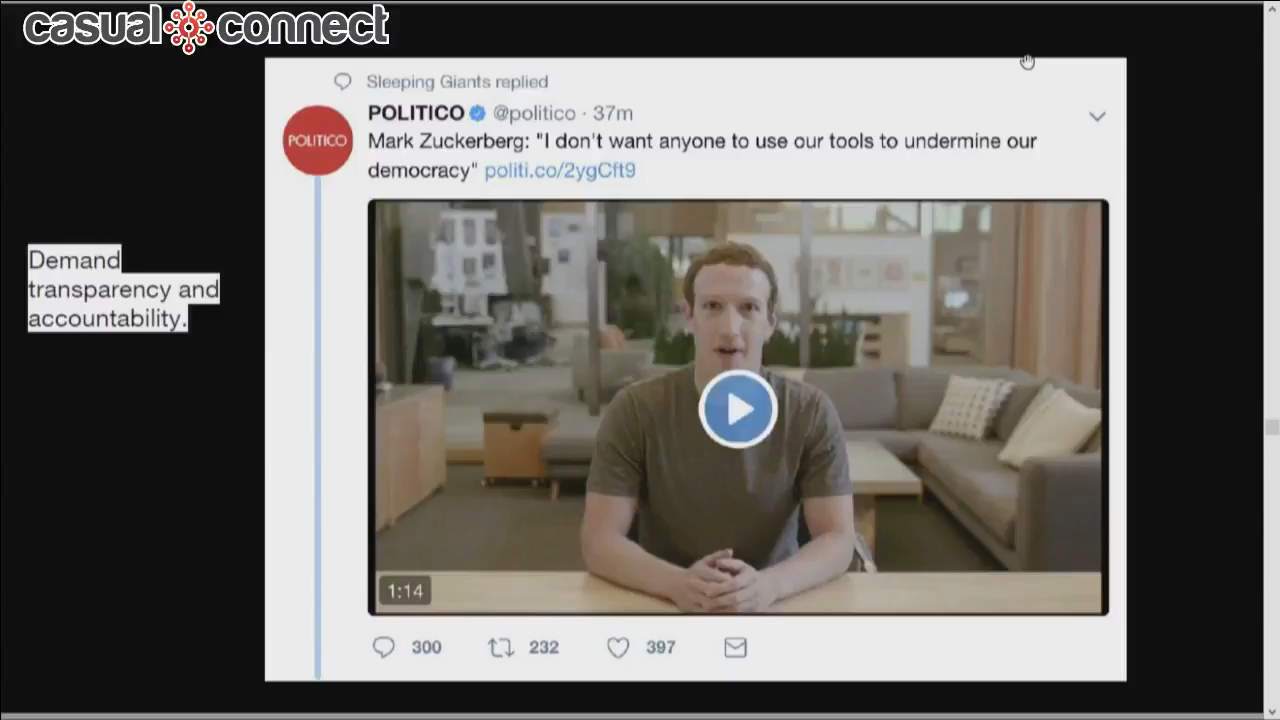 casual connect
Sleeping Giants replied
POLITICO @politico · 37m
POLITICO
Mark Zuckerberg: "I don't want anyone to use our tools to undermine our
democracy" politi.co/2ygCft9
Demand
transparency and
accountability.
1:14
300 232 397